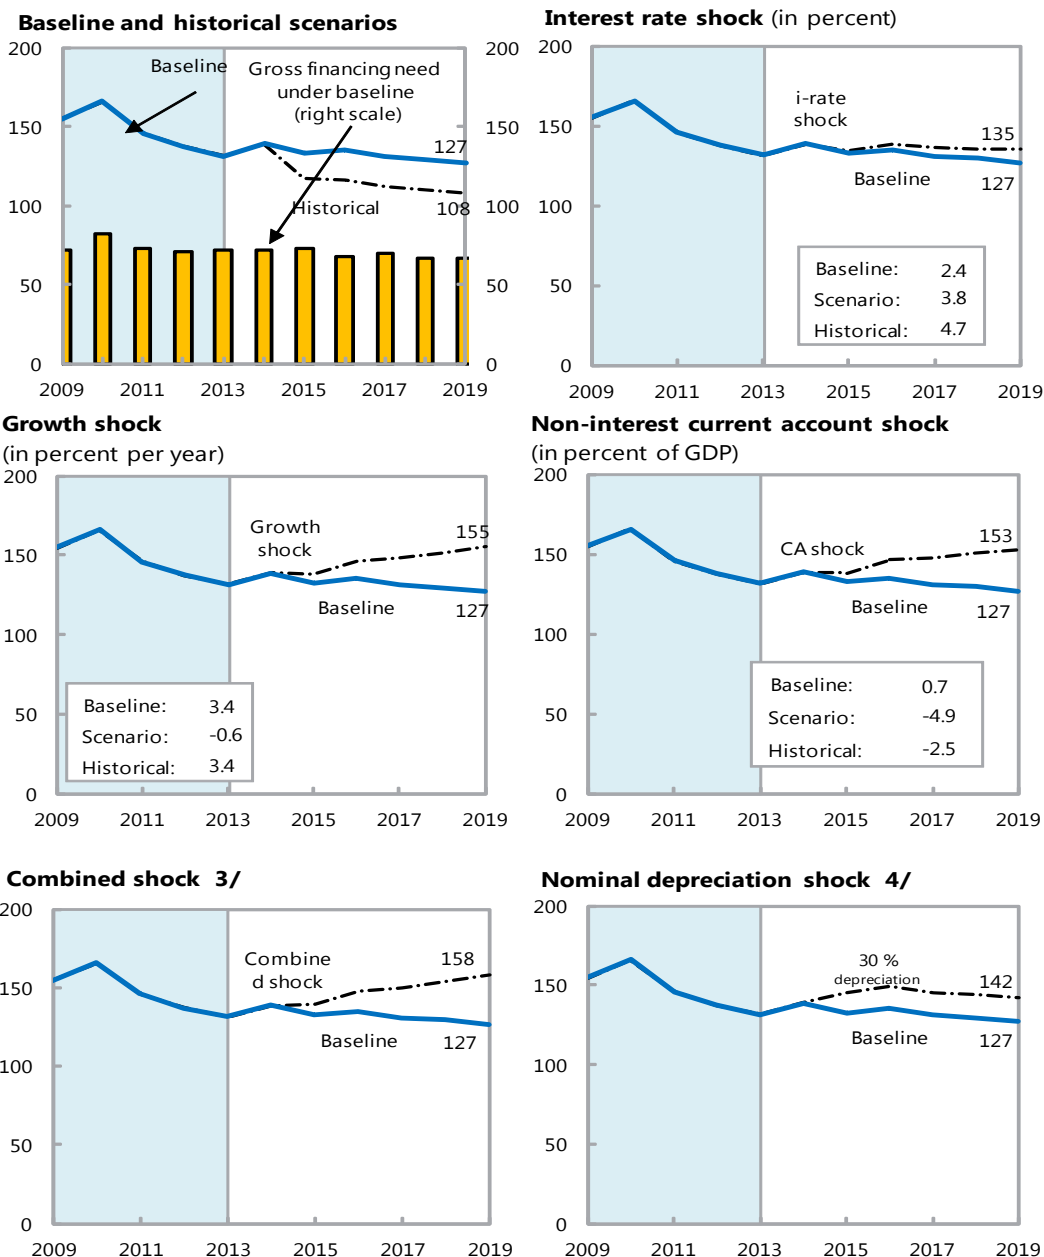 Baseline and historical scenarios
200
150
100
50
0
200
150
100
50
0
Baseline
Gross financing need
under baseline
(right scale)
127
Historical
108
2009 2011 2013 2015 2017 2019
Interest rate shock (in percent)
200
150
100
50
0
i-rate
shock
135
Baseline
127
Baseline: 2.4
Scenario: 3.8
Historical: 4.7
2009 2011 2013 2015 2017 2019
Growth shock
(in percent per year)
200
150
100
50
0
Growth
shock
155
Baseline
127
Baseline: 3.4
Scenario: -0.6
Historical: 3.4
2009 2011 2013 2015 2017 2019
Non-interest current account shock
(in percent of GDP)
200
150
100
50
0
CA shock
153
Baseline
127
Baseline: 0.7
Scenario: -4.9
Historical: -2.5
2009 2011 2013 2015 2017 2019
Combined shock 3/
200
150
100
50
0
Combine
d shock
158
Baseline
127
2009 2011 2013 2015 2017 2019
Nominal depreciation shock 4/
200
150
100
50
0
30 %
depreciation
142
Baseline
127
2009 2011 2013 2015 2017 2019